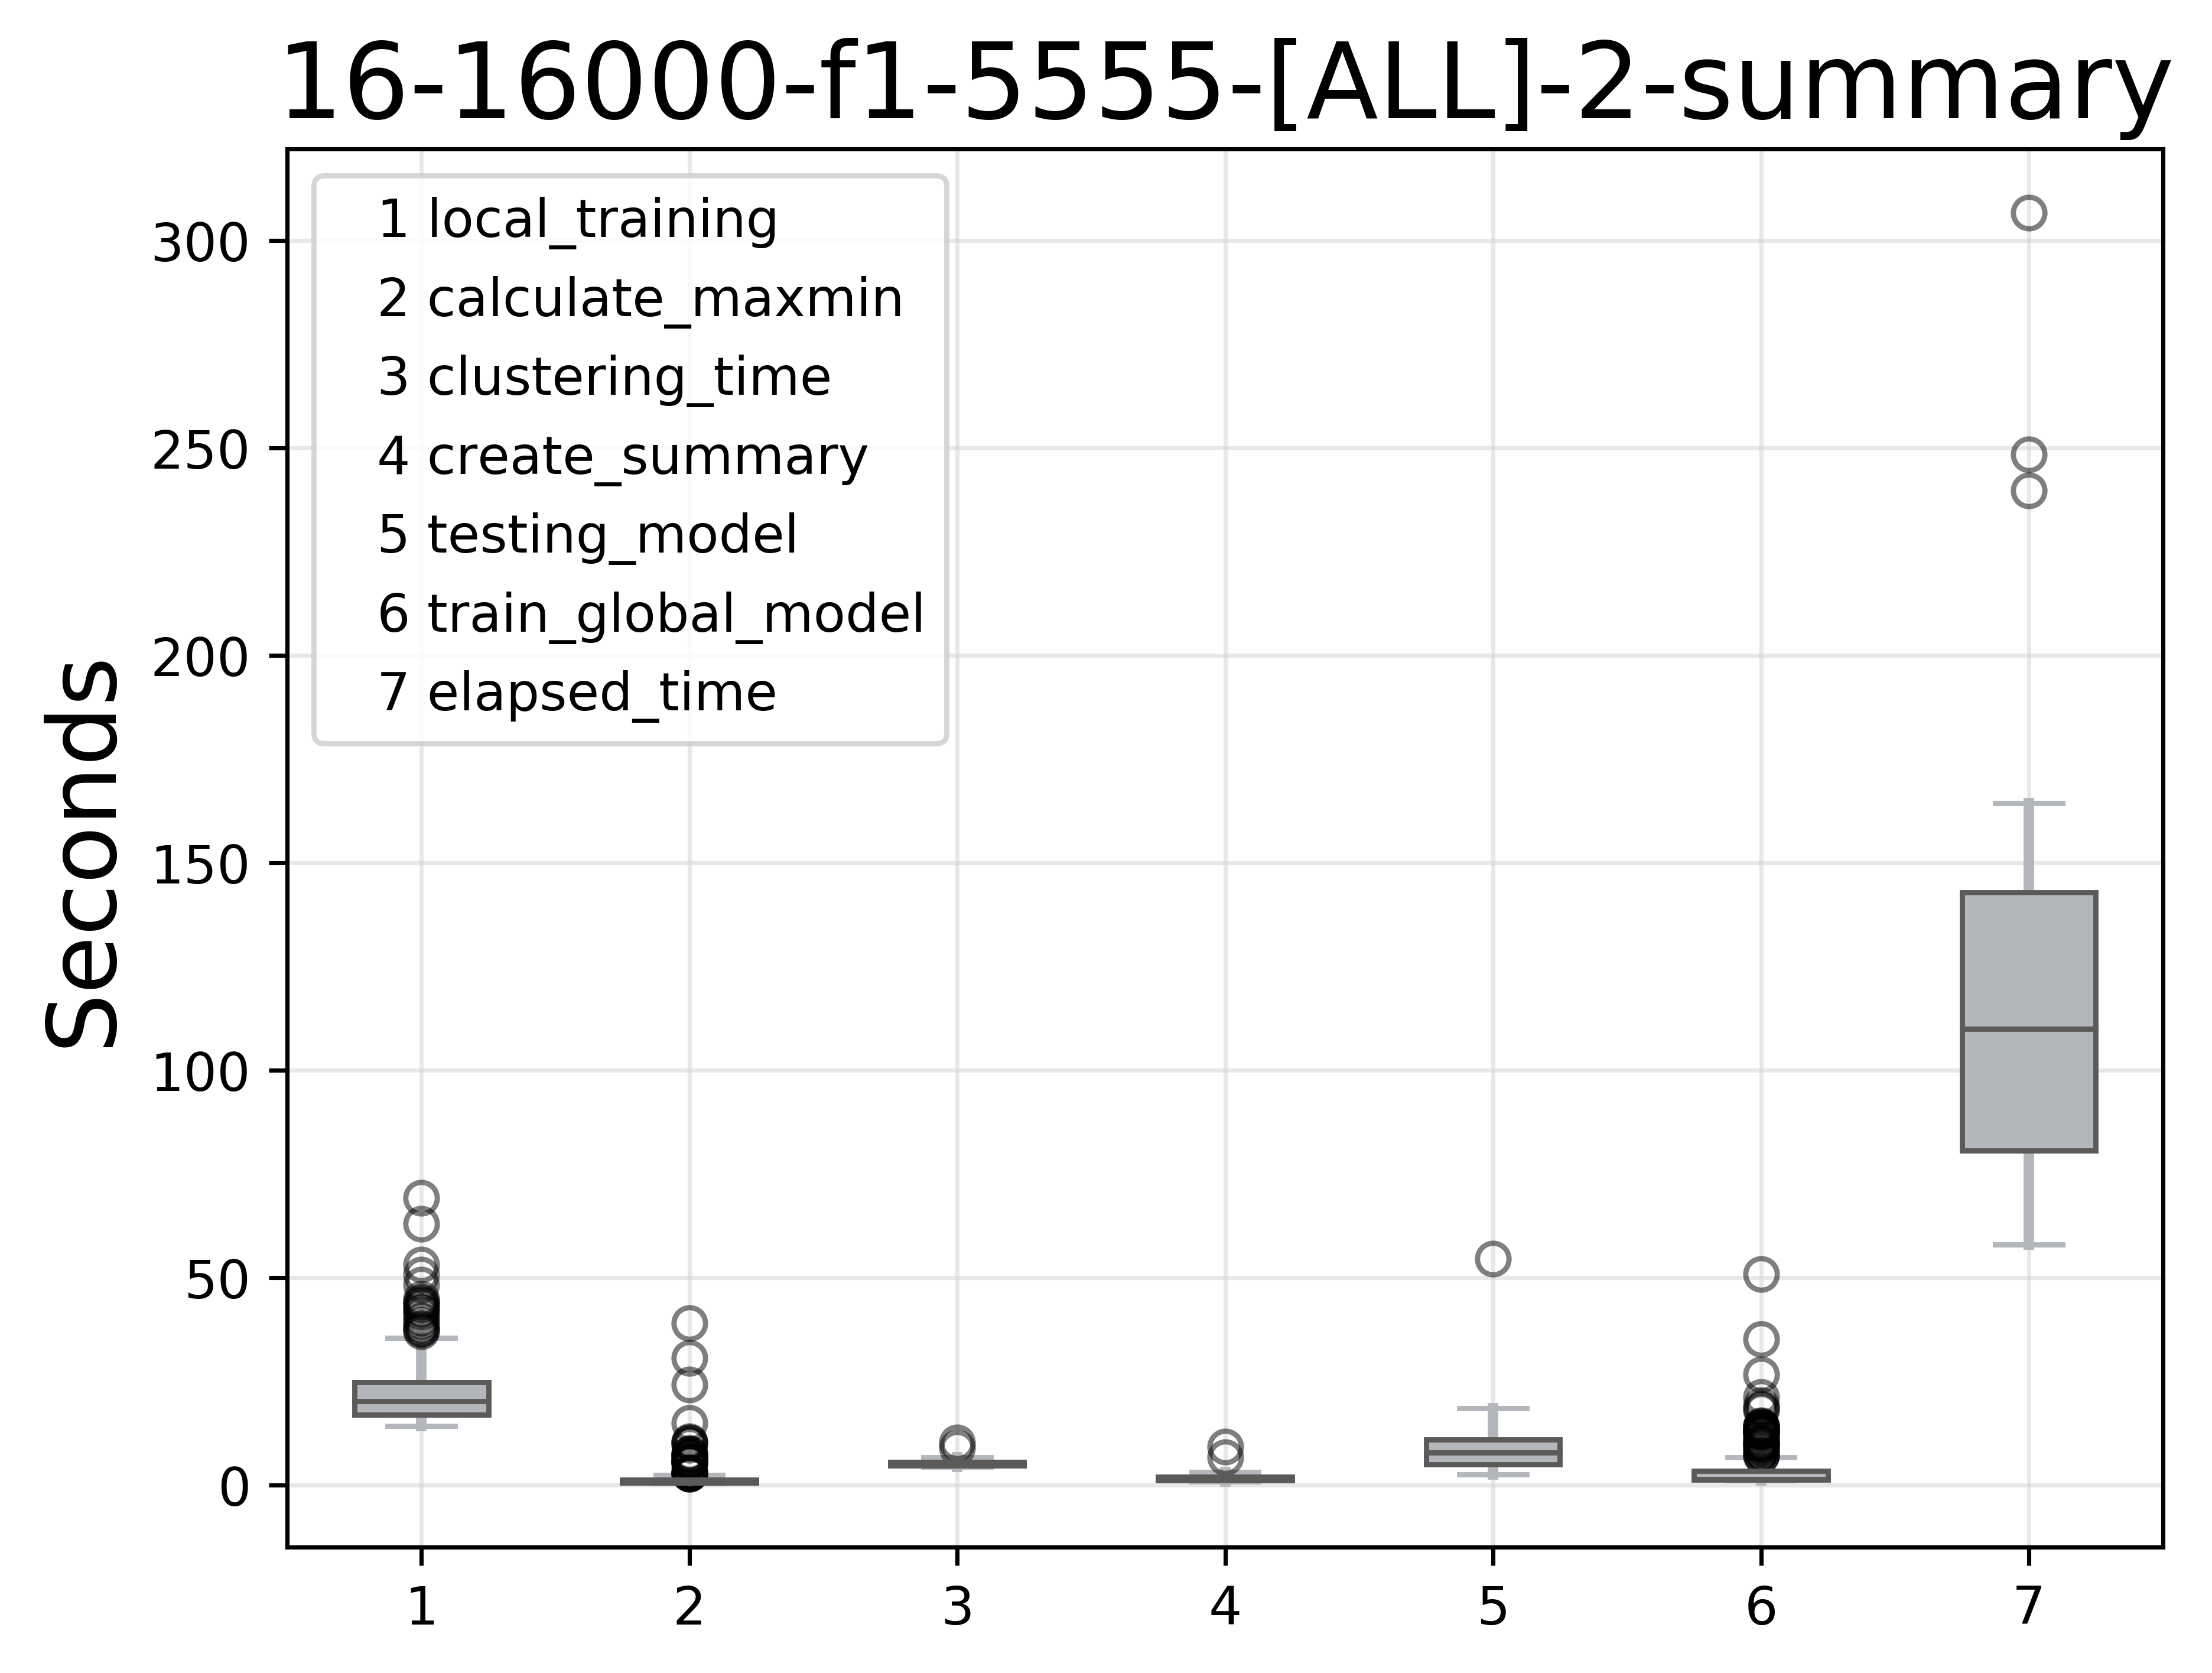 16-16000-f1-5555-[ALL]-2-summary
1 local_training
2 calculate_maxmin
3 clustering_time
4 create_summary
5 testing_model
6 train_global_model
7 elapsed_time
Seconds
300
250
200
150
100
50
0
1 2 3 4 5 6 7